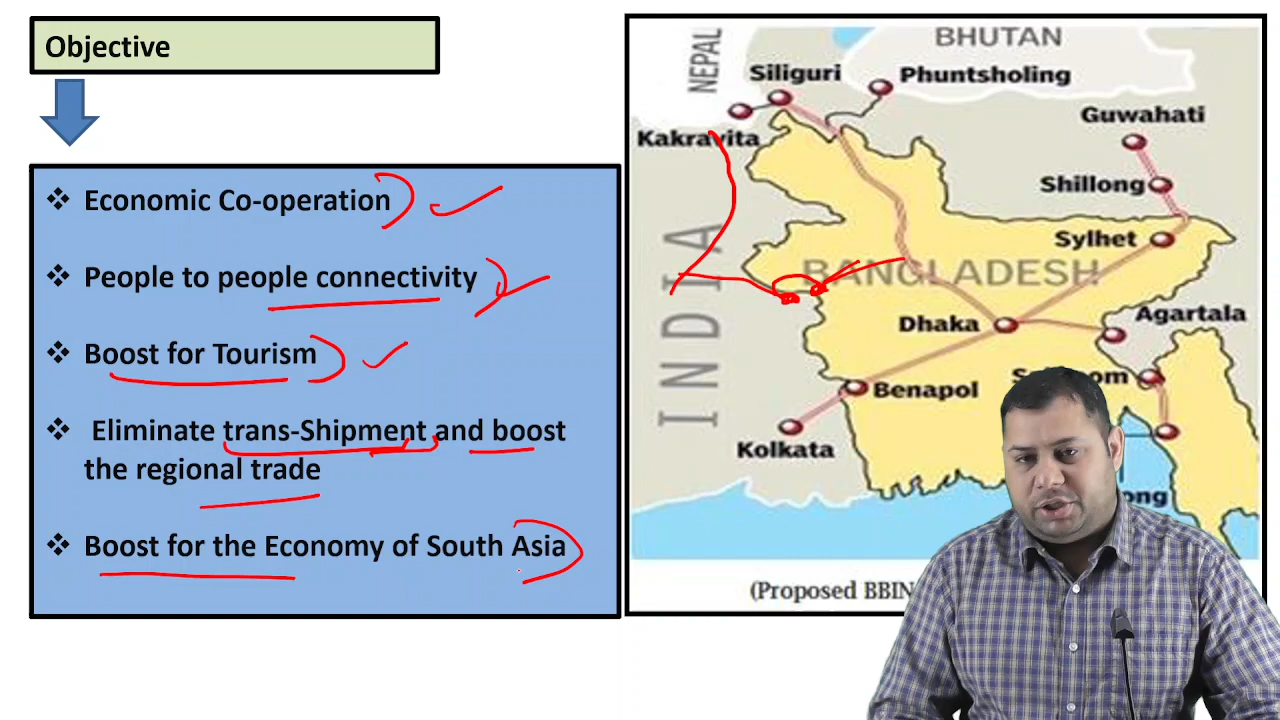 Objective
❖ Economic Co-operation
❖ People to people connectivity
❖ Boost for Tourism
❖ Eliminate trans-Shipment and boost
the regional trade
❖ Boost for the Economy of South Asia
NEPAL
BHUTAN
Siliguri
Phuntsholing
Kakravita
Guwahati
Shillong
Sylhet
INDIA
BANGLADESH
Dhaka
Agartala
Benapol
Kolkata
(Proposed BBIN